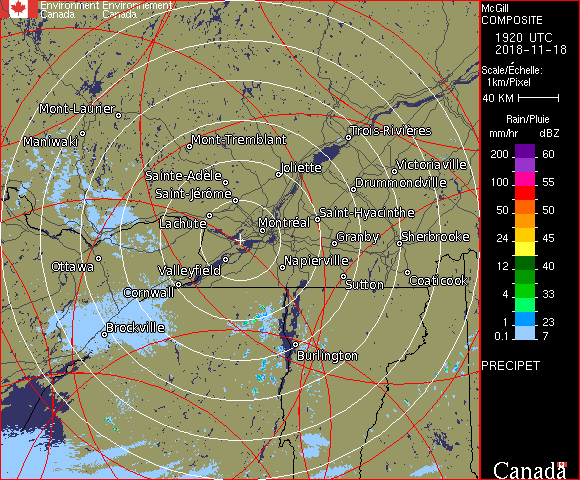 Environment Environnement
Canada Canada
McGill
COMPOSITE
1920 UTC
2018-11-18
Scale/Échelle:
1km/Pixel
40 KM
Rain/Pluie
mm/hr dBZ
200 60
150 55
100 55
50 50
24 45
12 40
4 33
1 23
0.1 7
PRECIPET
Canada
Mont-Laurier
Maniwaki
Mont-Tremblant
Trois-Rivières
Joliette
Victoriaville
Sainte-Adèle
Drummondville
Saint-Jérôme
Lachute
Saint-Hyacinthe
Montréal
Granby
Sherbrooke
Ottawa
Valleyfield
Napierville
Cornwall
Sutton
Coaticook
Brockville
Burlington